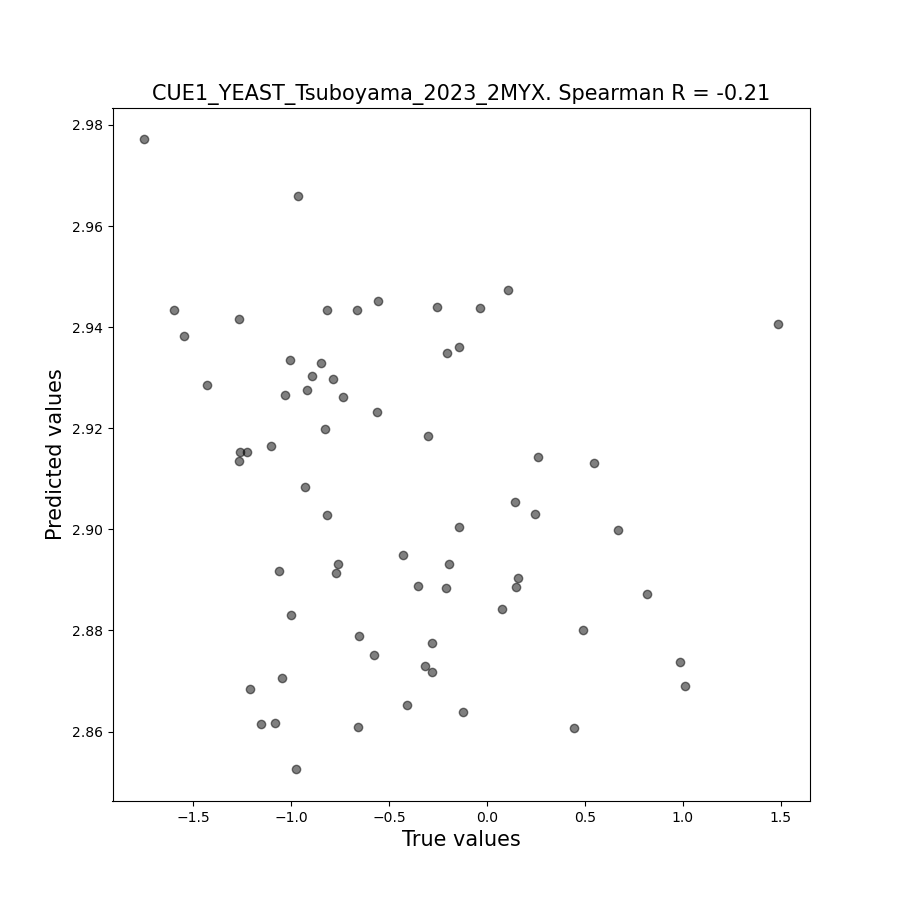 CUE1_YEAST_Tsuboyama_2023_2MYX. Spearman R = -0.21
2.98
2.96
2.94
2.92
2.90
2.88
2.86
Predicted values
−1.5 −1.0 −0.5 0.0 0.5 1.0 1.5
True values